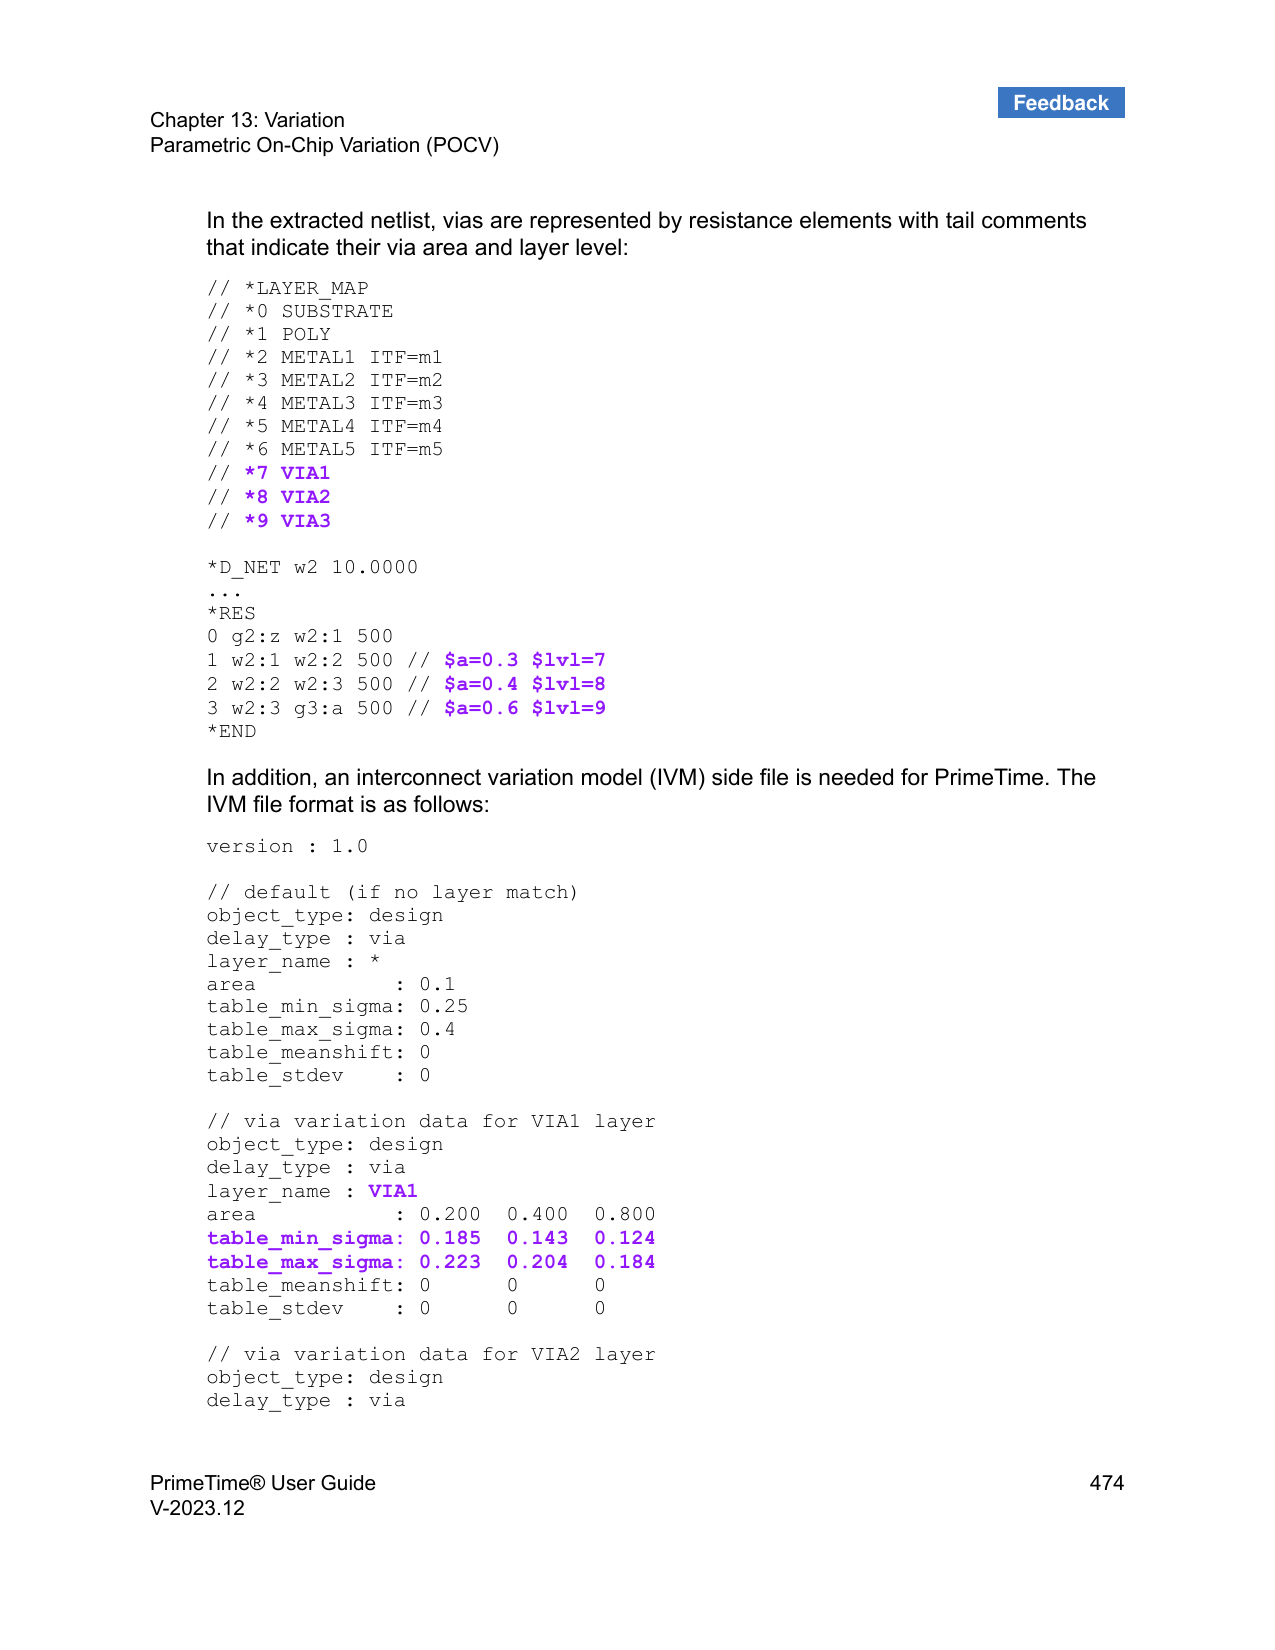 Feedback
Chapter 13: Variation
Parametric On-Chip Variation (POCV)
In the extracted netlist, vias are represented by resistance elements with tail comments
that indicate their via area and layer level:
// *LAYER_MAP
// *0 SUBSTRATE
// *1 POLY
// *2 METAL1 ITF=m1
// *3 METAL2 ITF=m2
// *4 METAL3 ITF=m3
// *5 METAL4 ITF=m4
// *6 METAL5 ITF=m5
// *7 VIA1
// *8 VIA2
// *9 VIA3
*D_NET w2 10.0000
...
*RES
0 g2:z w2:1 500
1 w2:1 w2:2 500 // $a=0.3 $lvl=7
2 w2:2 w2:3 500 // $a=0.4 $lvl=8
3 w2:3 g3:a 500 // $a=0.6 $lvl=9
*END
In addition, an interconnect variation model (IVM) side file is needed for PrimeTime. The
IVM file format is as follows:
version : 1.0
// default (if no layer match)
object_type: design
delay_type : via
layer_name : *
area           : 0.1
table_min_sigma: 0.25
table_max_sigma: 0.4
table_meanshift: 0
table_stdev    : 0
// via variation data for VIA1 layer
object_type: design
delay_type : via
layer_name : VIA1
area           : 0.200  0.400  0.800
table_min_sigma: 0.185  0.143  0.124
table_max_sigma: 0.223  0.204  0.184
table_meanshift: 0      0      0
table_stdev    : 0      0      0
// via variation data for VIA2 layer
object_type: design
delay_type : via
PrimeTime® User Guide 474
V-2023.12